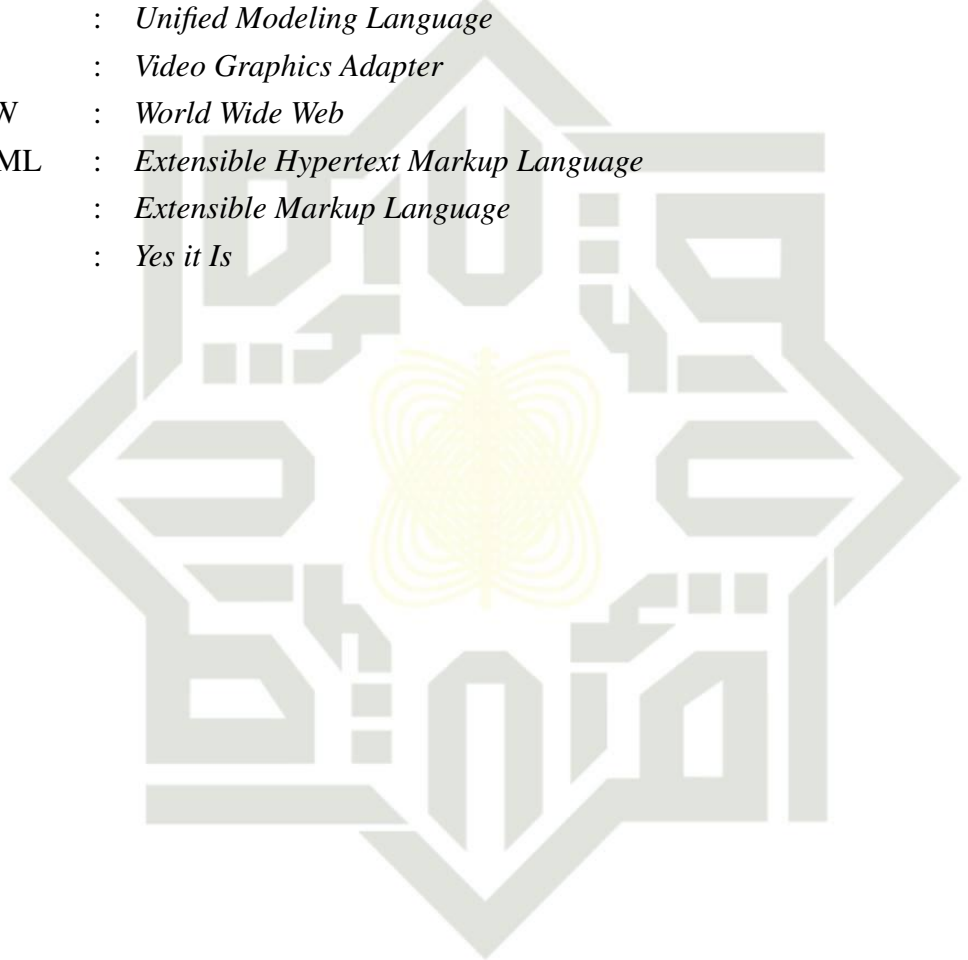 : Unified Modeling Language
: Video Graphics Adapter
W : World Wide Web
ML : Extensible Hypertext Markup Language
: Extensible Markup Language
: Yes it Is